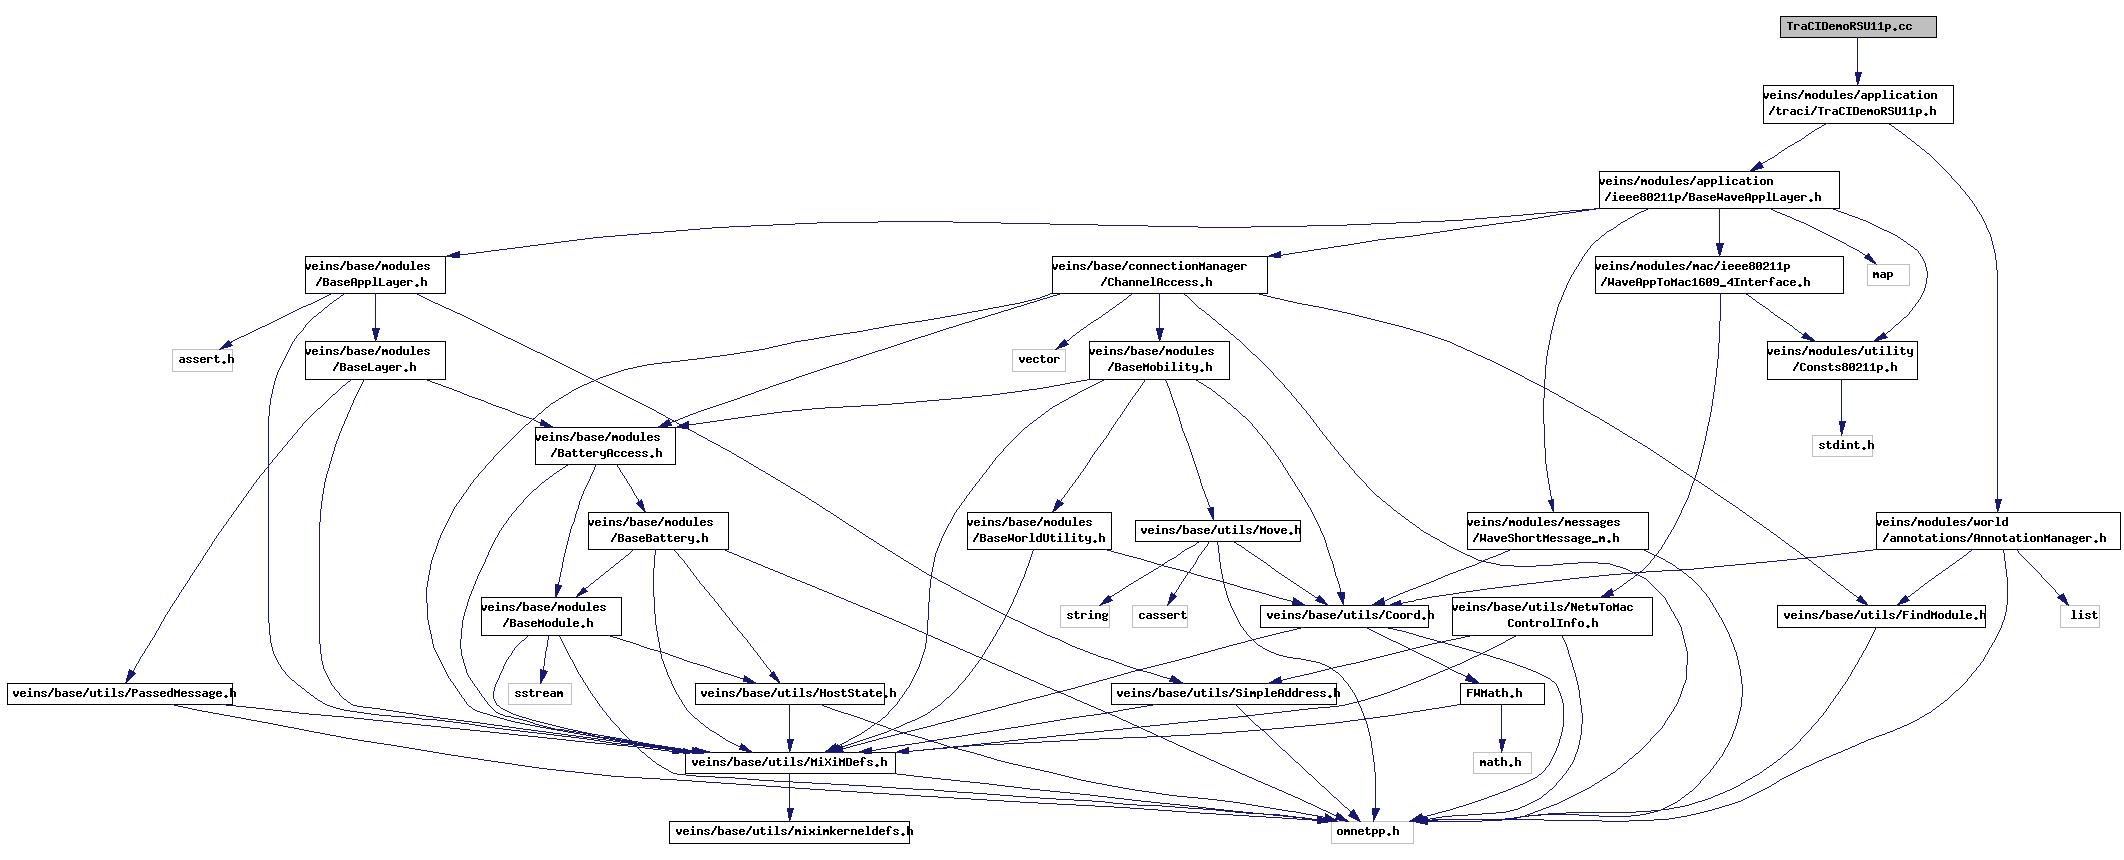 TraCIDemoRSU11p.cc
veins/modules/application
/traci/TraCIDemoRSU11p.h
veins/modules/application
/ieee80211p/BaseWaveApplLayer.h
veins/base/modules
/BaseApplLayer.h
veins/base/connectionManager
/ChannelAccess.h
veins/modules/mac/ieee80211p
/WaveAppToMac1609_4Interface.h
map
assert.h
veins/base/modules
/BaseLayer.h
vector
veins/base/modules
/BaseMobility.h
veins/modules/utility
/Consts80211p.h
veins/base/modules
/BatteryAccess.h
stdint.h
veins/base/modules
/BaseBattery.h
veins/base/modules
/BaseWorldUtility.h
veins/base/utils/Move.h
veins/modules/messages
/WaveShortMessage_m.h
veins/modules/world
/annotations/AnnotationManager.h
veins/base/modules
/BaseModule.h
string
cassert
veins/base/utils/Coord.h
veins/base/utils/NetwToMac
ControlInfo.h
veins/base/utils/FindModule.h
list
veins/base/utils/PassedMessage.h
sstream
veins/base/utils/HostState.h
veins/base/utils/SimpleAddress.h
FWMath.h
veins/base/utils/MiXiMDefs.h
math.h
veins/base/utils/miximkerneldefs.h
omnetpp.h